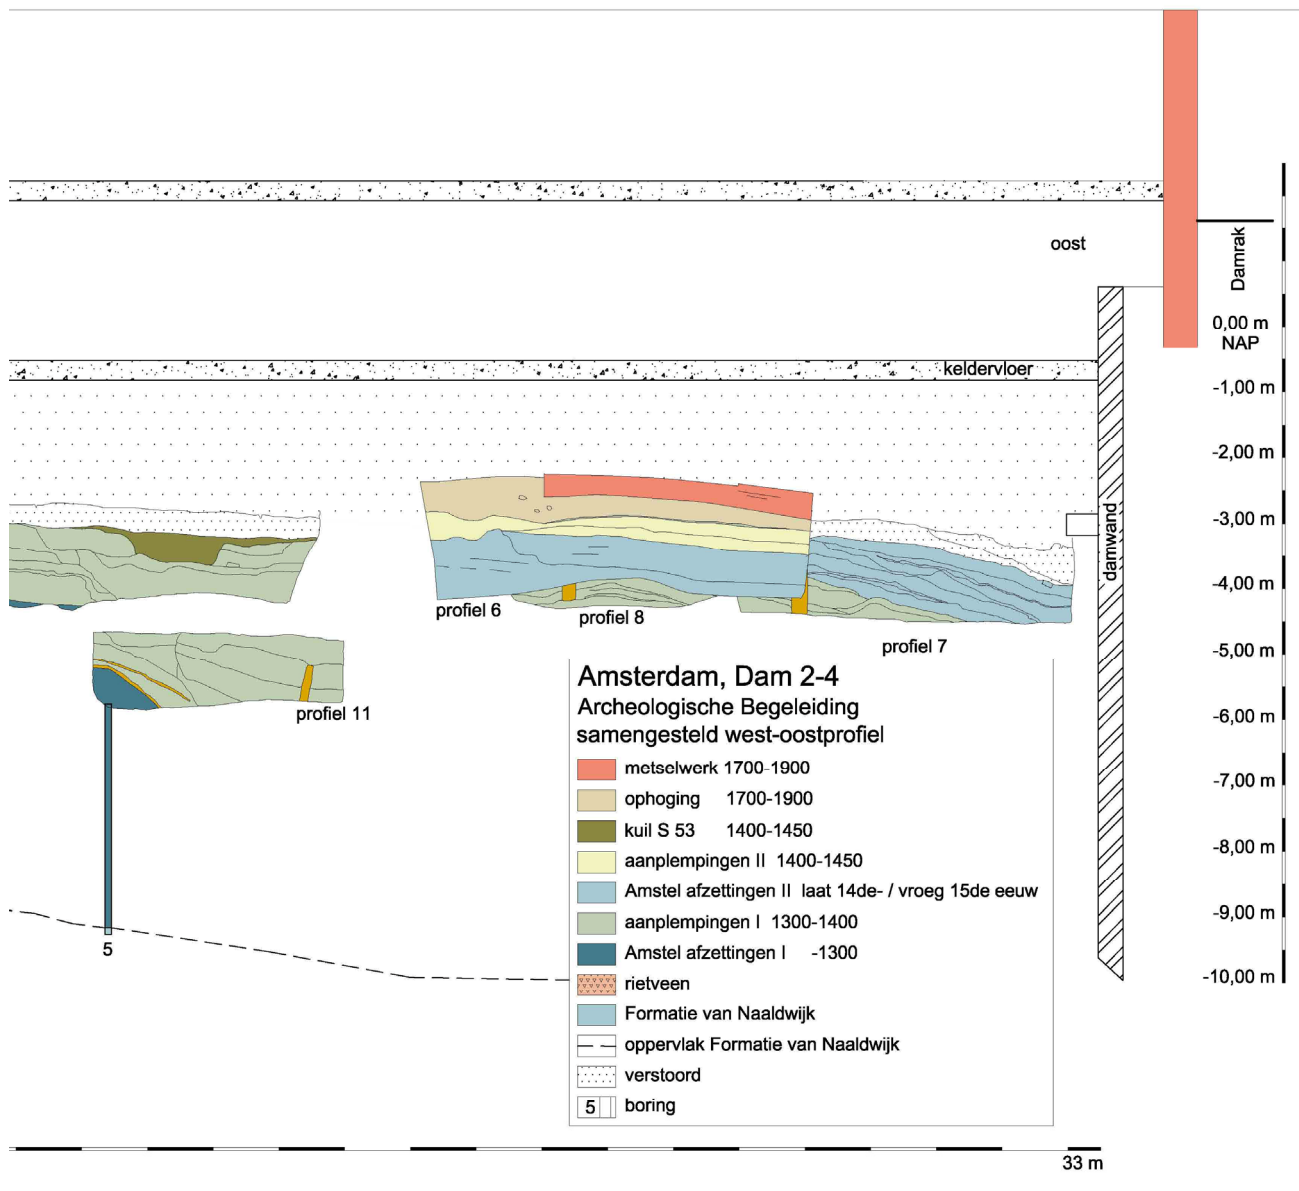 oost
Damrak
0,00 m
NAP
keldervloer
-1,00 m
-2,00 m
-3,00 m
damwand
-4,00 m
profiel 6
profiel 8
profiel 7
-5,00 m
profiel 11
-6,00 m
-7,00 m
-8,00 m
-9,00 m
-10,00 m
5
Amsterdam, Dam 2-4
Archeologische Begeleiding
samengesteld west-oostprofiel
metselwerk 1700-1900
ophoging 1700-1900
kuil S 53 1400-1450
aanplempingen II 1400-1450
Amstel afzettingen II laat 14de- / vroeg 15de eeuw
aanplempingen I 1300-1400
Amstel afzettingen I -1300
rietveen
Formatie van Naaldwijk
oppervlak Formatie van Naaldwijk
verstoord
5 boring
33 m